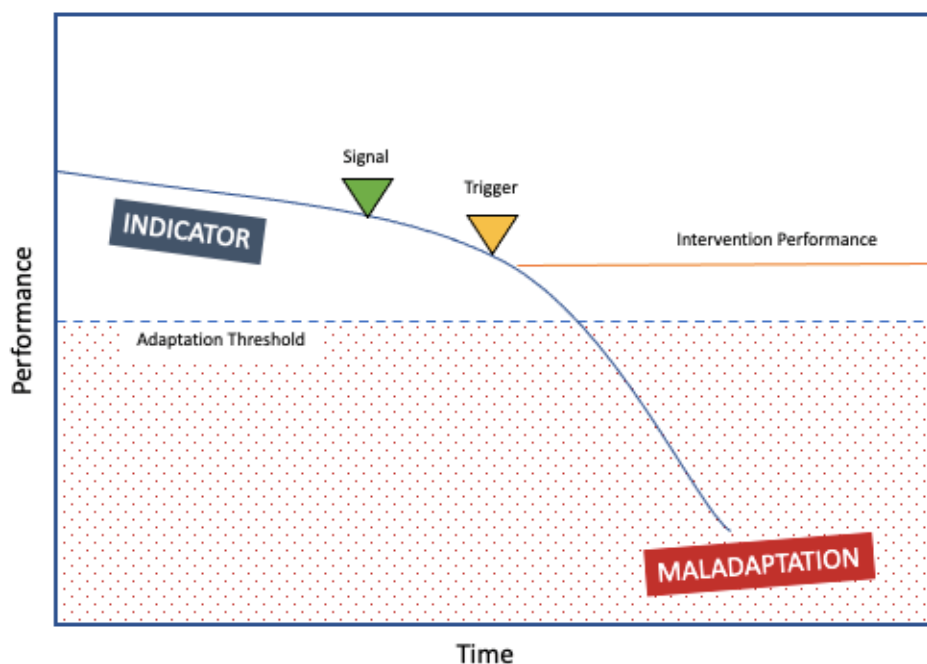 Signal
Trigger
INDICATOR
Intervention Performance
Adaptation Threshold
Performance
MALADAPTATION
Time